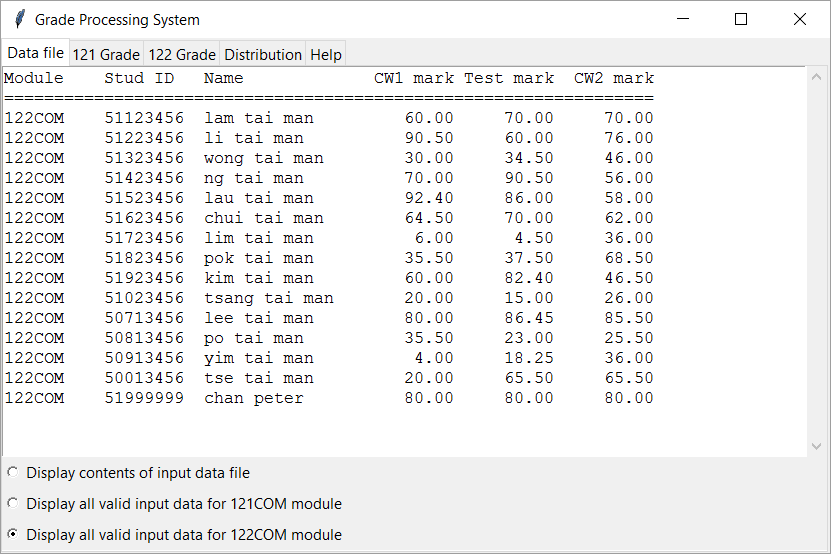 Grade Processing System
Data file 121 Grade 122 Grade Distribution Help
Module Stud ID Name CW1 mark Test mark CW2 mark
=================================================================
122COM 51123456 lam tai man 60.00 70.00 70.00
122COM 51223456 li tai man 90.50 60.00 76.00
122COM 51323456 wong tai man 30.00 34.50 46.00
122COM 51423456 ng tai man 70.00 90.50 56.00
122COM 51523456 lau tai man 92.40 86.00 58.00
122COM 51623456 chui tai man 64.50 70.00 62.00
122COM 51723456 lim tai man 6.00 4.50 36.00
122COM 51823456 pok tai man 35.50 37.50 68.50
122COM 51923456 kim tai man 60.00 82.40 46.50
122COM 51023456 tsang tai man 20.00 15.00 26.00
122COM 50713456 lee tai man 80.00 86.45 85.50
122COM 50813456 po tai man 35.50 23.00 25.50
122COM 50913456 yim tai man 4.00 18.25 36.00
122COM 50013456 tse tai man 20.00 65.50 65.50
122COM 51999999 chan peter 80.00 80.00 80.00
Display contents of input data file
Display all valid input data for 121COM module
Display all valid input data for 122COM module